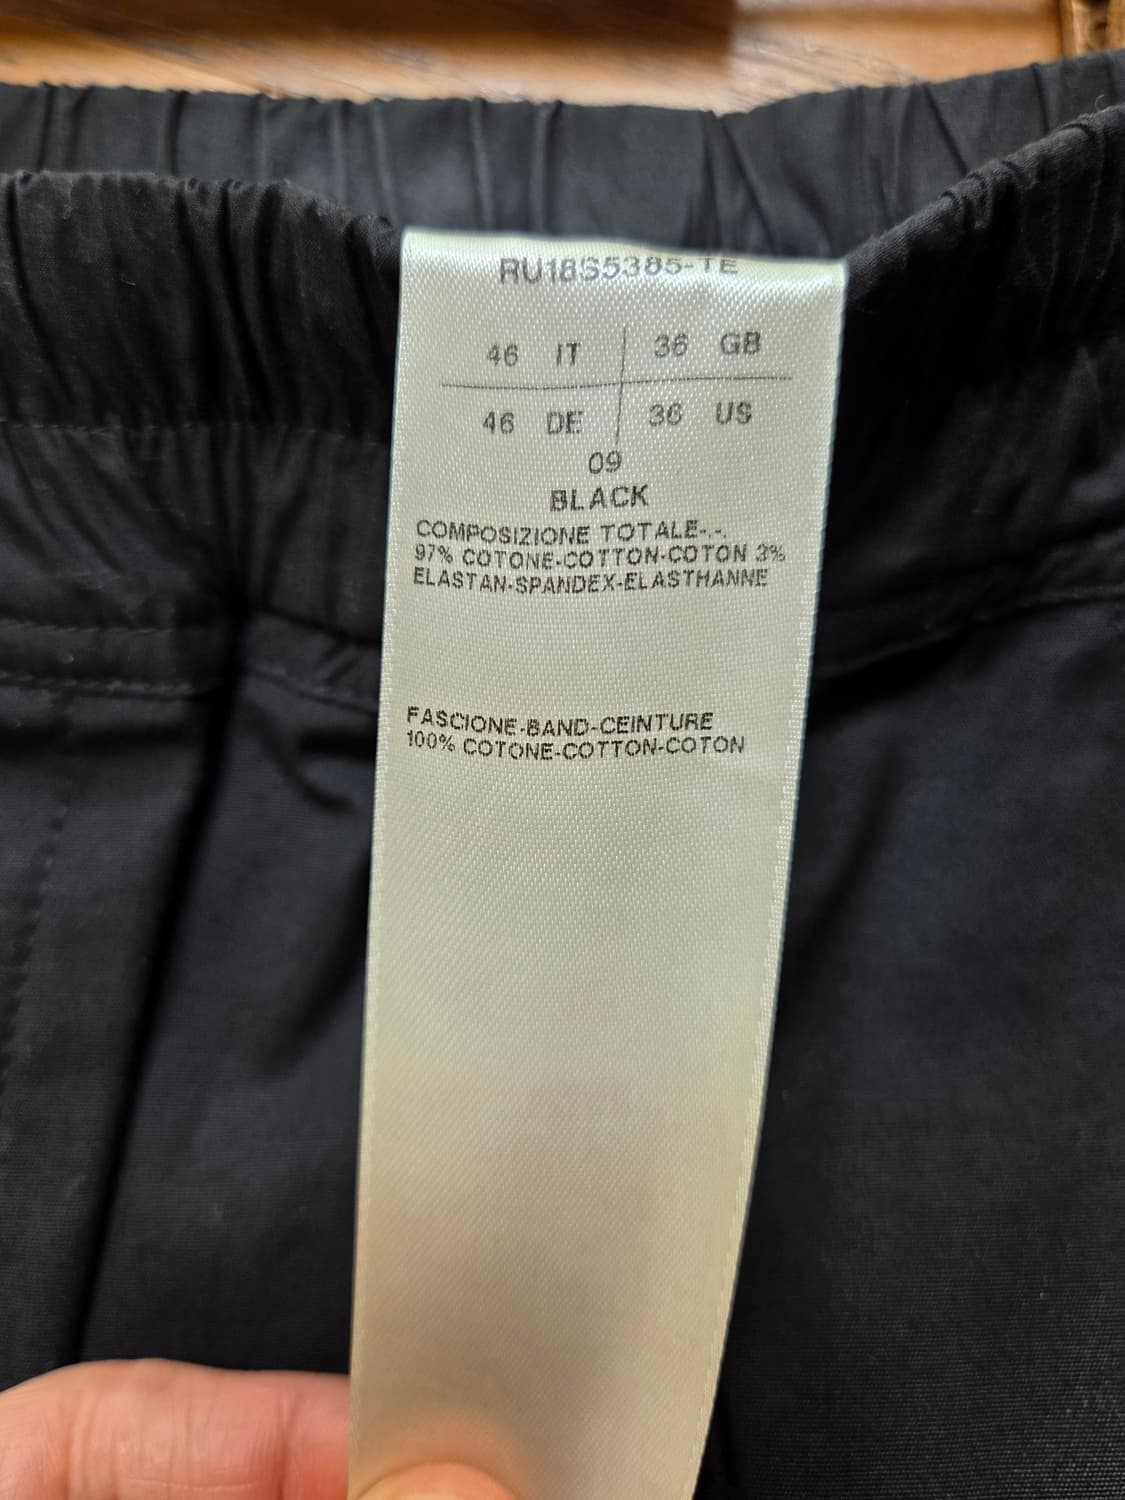 RU18S5385-TE
46 IT 36 GB
46 DE 36 US
09
BLACK
COMPOSIZIONE TOTALE-.-.
97% COTONE-COTTON-COTON 3%
ELASTAN-SPANDEX-ELASTHANNE
FASCIONE-BAND-CEINTURE
100% COTONE-COTTON-COTON